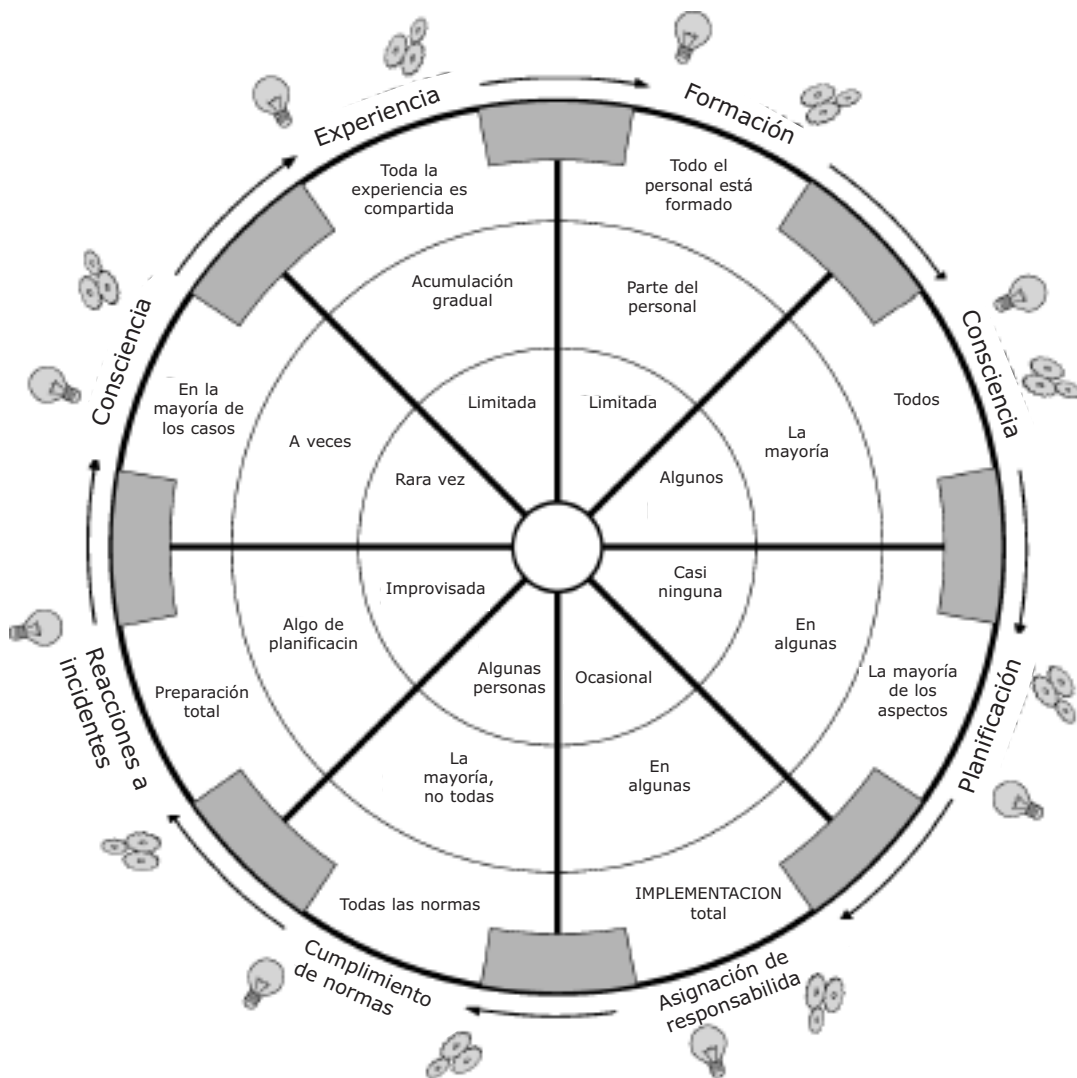 Experiencia
Toda la
experiencia es
compartida
Acumulación
gradual
Limitada
Formación
Todo el
personal está
formado
Parte del
personal
Limitada
Consciencia
Todos
La
mayoría
Algunos
Planificación
La mayoría
de los
aspectos
En
algunas
Casi
ninguna
Asignación de
responsabilida
IMPLEMENTACION
total
En
algunas
Ocasional
Cumplimiento
de normas
Todas las normas
La
mayoría,
no todas
Algunas
personas
Reacciones a
incidentes
Preparación
total
Algo de
planificacin
Improvisada
Consciencia
En la
mayoría de
los casos
A veces
Rara vez